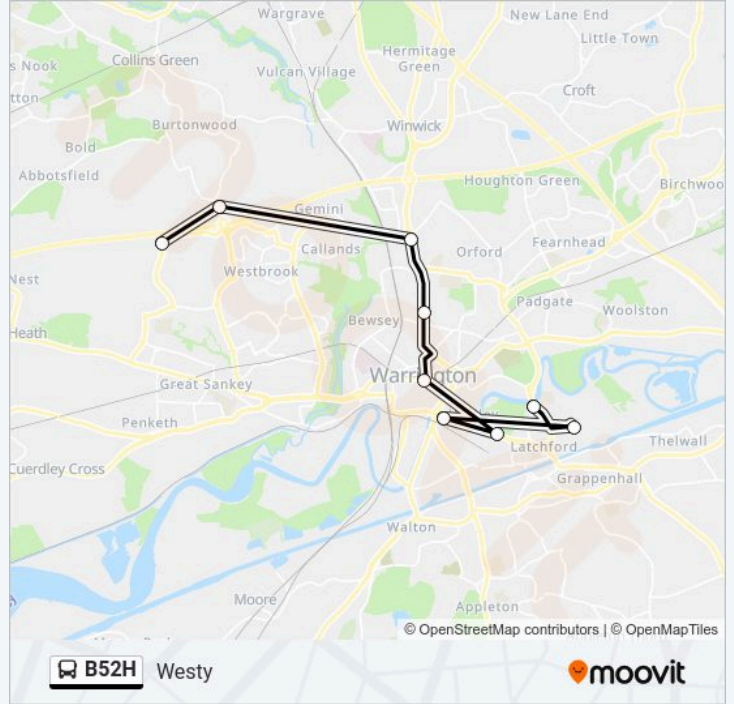 Wargrave
New Lane End
Little Town
Hermitage
Green
s Nook
Collins Green
Vulcan Village
tton
Croft
Burtonwood
Winwick
Bold
Abbotsfield
Houghton Green
Birchwoo
Gemini
Callands
Orford
Fearnhead
Westbrook
Nest
Padgate
Woolston
Bewsey
Heath
Warrington
Great Sankey
Penketh
Latchford
Thelwall
Cuerdley Cross
Grappenhall
Walton
Moore
Appleton
© OpenStreetMap contributors | © OpenMapTiles
B52H Westy
moovit